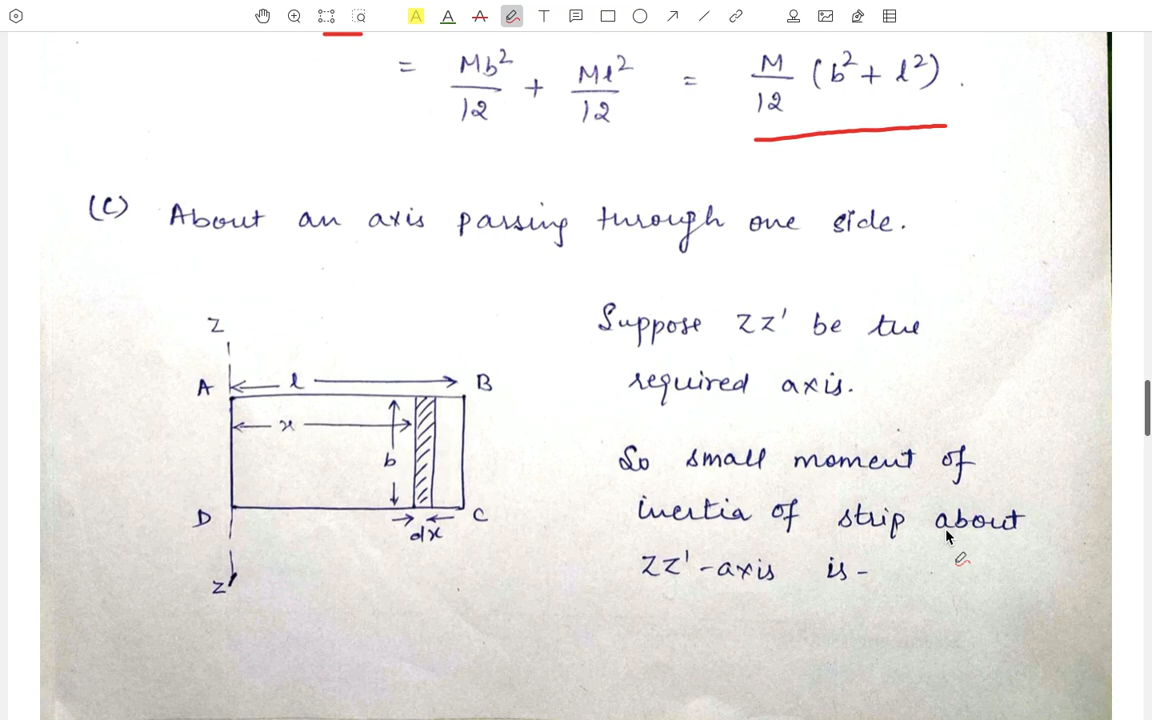 = Mb²/12 + Ml²/12 = M/12 (b² + l²).
(C) About an axis passing through one side.
Z
A l B
x
b
D C
dx
Z'
Suppose ZZ' be the
required axis.
So small moment of
inertia of strip about
ZZ'-axis is-